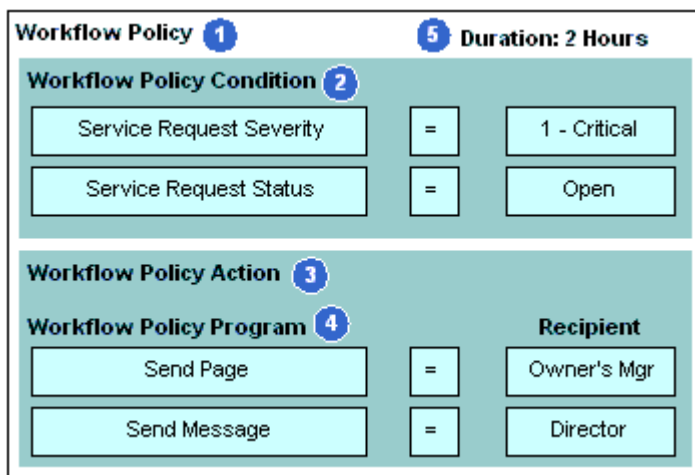 Workflow Policy 1 5 Duration: 2 Hours
Workflow Policy Condition 2
Service Request Severity = 1 - Critical
Service Request Status = Open
Workflow Policy Action 3
Workflow Policy Program 4 Recipient
Send Page = Owner's Mgr
Send Message = Director